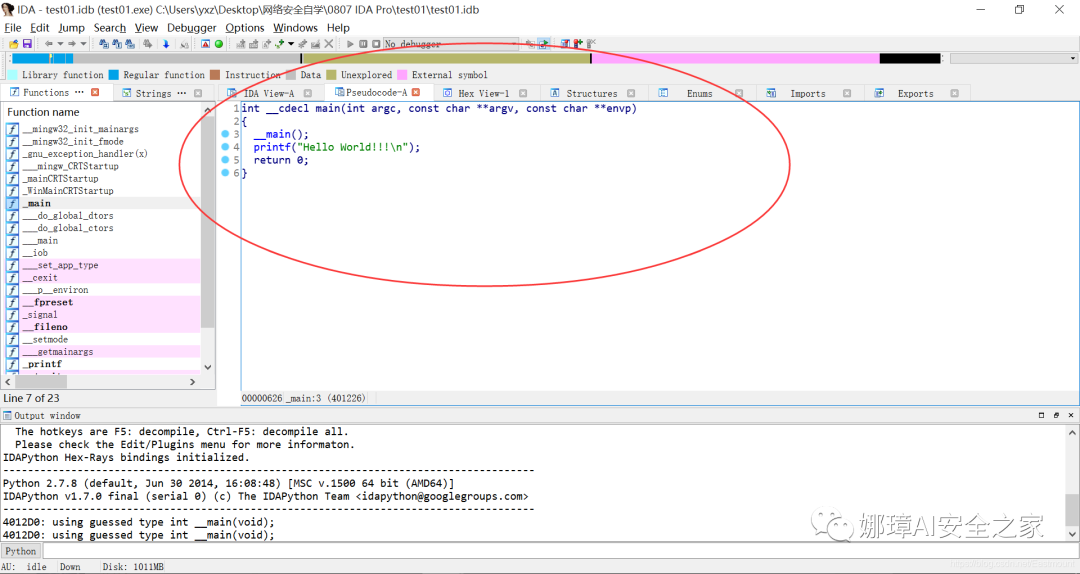 IDA - test01.idb (test01.exe) C:\Users\yxz\Desktop\网络安全自学\0807 IDA Pro\test01\test01.idb
File Edit Jump Search View Debugger Options Windows Help
No debugger
Library function Regular function Instruction Data Unexplored External symbol
Functions Strings IDA View-A Pseudocode-A Hex View-1 Structures Enums Imports Exports
Function name
__mingw32_init_mainargs
__mingw32_init_fmode
_gnu_exception_handler(x)
___mingw_CRTStartup
_mainCRTStartup
_WinMainCRTStartup
_main
___do_global_dtors
___do_global_ctors
___main
__iob
___set_app_type
__cexit
___p__environ
__fpreset
_signal
__fileno
__setmode
___getmainargs
_printf
Line 7 of 23
1 int __cdecl main(int argc, const char **argv, const char **envp)
2 {
3 __main();
4 printf("Hello World!!!\n");
5 return 0;
6 }
00000626 _main:3 (401226)
Output window
The hotkeys are F5: decompile, Ctrl-F5: decompile all.
Please check the Edit/Plugins menu for more informaton.
IDAPython Hex-Rays bindings initialized.
---------------------------------------------------------------------------------
Python 2.7.8 (default, Jun 30 2014, 16:08:48) [MSC v.1500 64 bit (AMD64)]
IDAPython v1.7.0 final (serial 0) (c) The IDAPython Team <idapython@googlegroups.com>
---------------------------------------------------------------------------------
4012D0: using guessed type int __main(void);
4012D0: using guessed type int __main(void);
Python
AU: idle Down Disk: 1011MB
娜璋AI安全之家